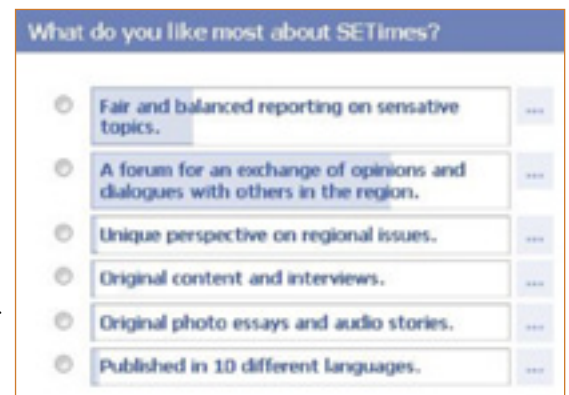 What do you like most about SETimes?
Fair and balanced reporting on sensative
topics.
...
A forum for an exchange of opinions and
dialogues with others in the region.
...
Unique perspective on regional issues.
...
Original content and interviews.
...
Original photo essays and audio stories.
...
Published in 10 different languages.
...